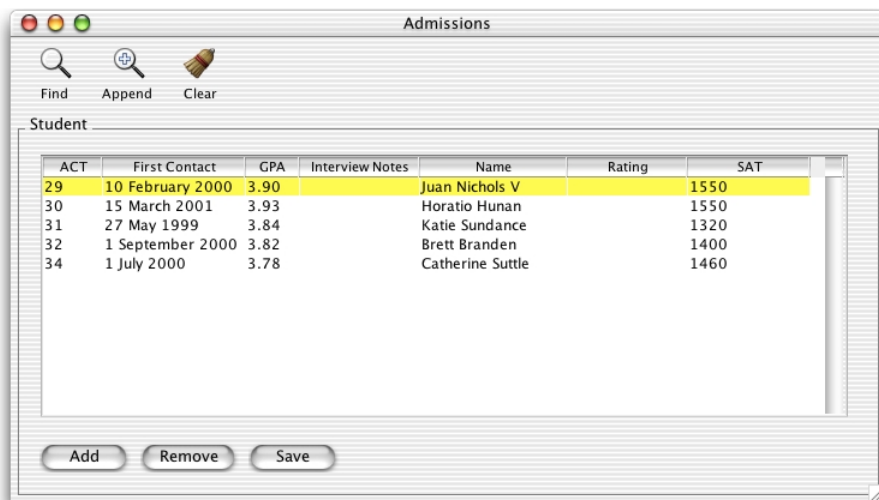 Admissions
Find Append Clear
Student
ACT First Contact GPA Interview Notes Name Rating SAT
29 10 February 2000 3.90 Juan Nichols V 1550
30 15 March 2001 3.93 Horatio Hunan 1550
31 27 May 1999 3.84 Katie Sundance 1320
32 1 September 2000 3.82 Brett Branden 1400
34 1 July 2000 3.78 Catherine Suttle 1460
Add Remove Save